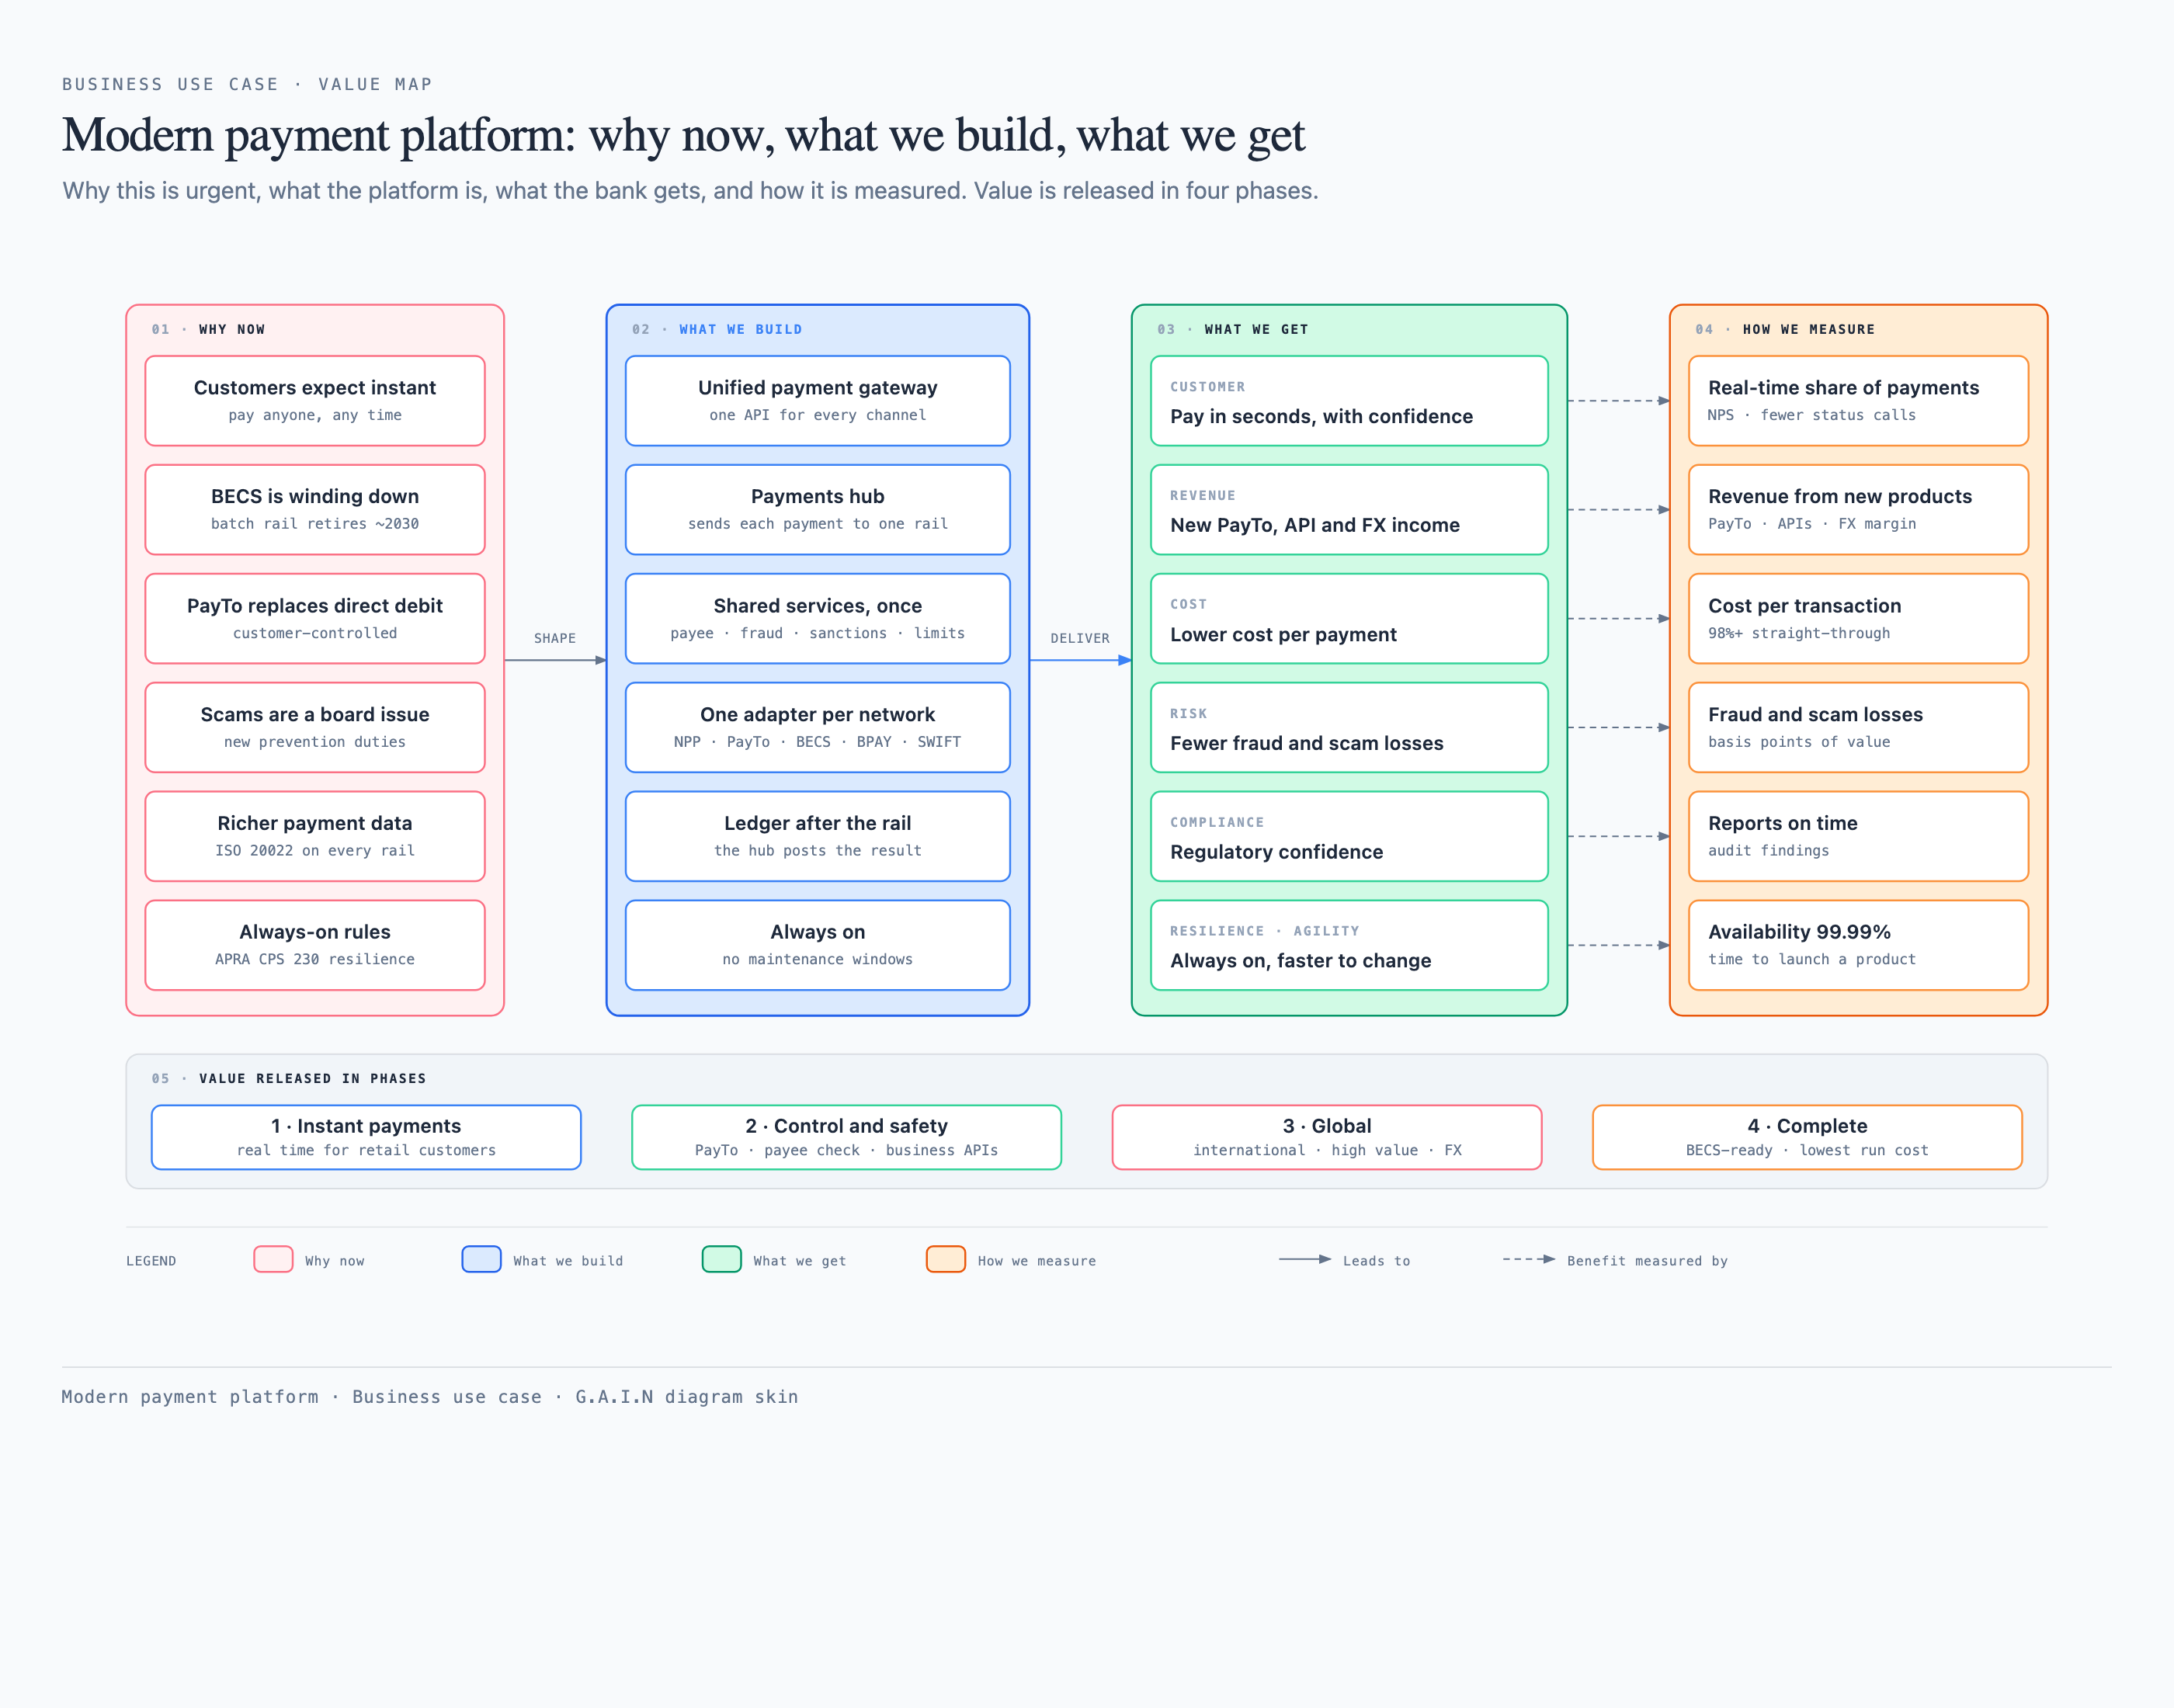 BUSINESS USE CASE · VALUE MAP
Modern payment platform: why now, what we build, what we get
Why this is urgent, what the platform is, what the bank gets, and how it is measured. Value is released in four phases.
01 · WHY NOW
Customers expect instant
pay anyone, any time
BECS is winding down
batch rail retires ~2030
PayTo replaces direct debit
customer-controlled
Scams are a board issue
new prevention duties
Richer payment data
ISO 20022 on every rail
Always-on rules
APRA CPS 230 resilience
SHAPE
02 · WHAT WE BUILD
Unified payment gateway
one API for every channel
Payments hub
sends each payment to one rail
Shared services, once
payee · fraud · sanctions · limits
One adapter per network
NPP · PayTo · BECS · BPAY · SWIFT
Ledger after the rail
the hub posts the result
Always on
no maintenance windows
DELIVER
03 · WHAT WE GET
CUSTOMER
Pay in seconds, with confidence
REVENUE
New PayTo, API and FX income
COST
Lower cost per payment
RISK
Fewer fraud and scam losses
COMPLIANCE
Regulatory confidence
RESILIENCE · AGILITY
Always on, faster to change
04 · HOW WE MEASURE
Real-time share of payments
NPS · fewer status calls
Revenue from new products
PayTo · APIs · FX margin
Cost per transaction
98%+ straight-through
Fraud and scam losses
basis points of value
Reports on time
audit findings
Availability 99.99%
time to launch a product
05 · VALUE RELEASED IN PHASES
1 · Instant payments
real time for retail customers
2 · Control and safety
PayTo · payee check · business APIs
3 · Global
international · high value · FX
4 · Complete
BECS-ready · lowest run cost
LEGEND
Why now
What we build
What we get
How we measure
Leads to
Benefit measured by
Modern payment platform · Business use case · G.A.I.N diagram skin